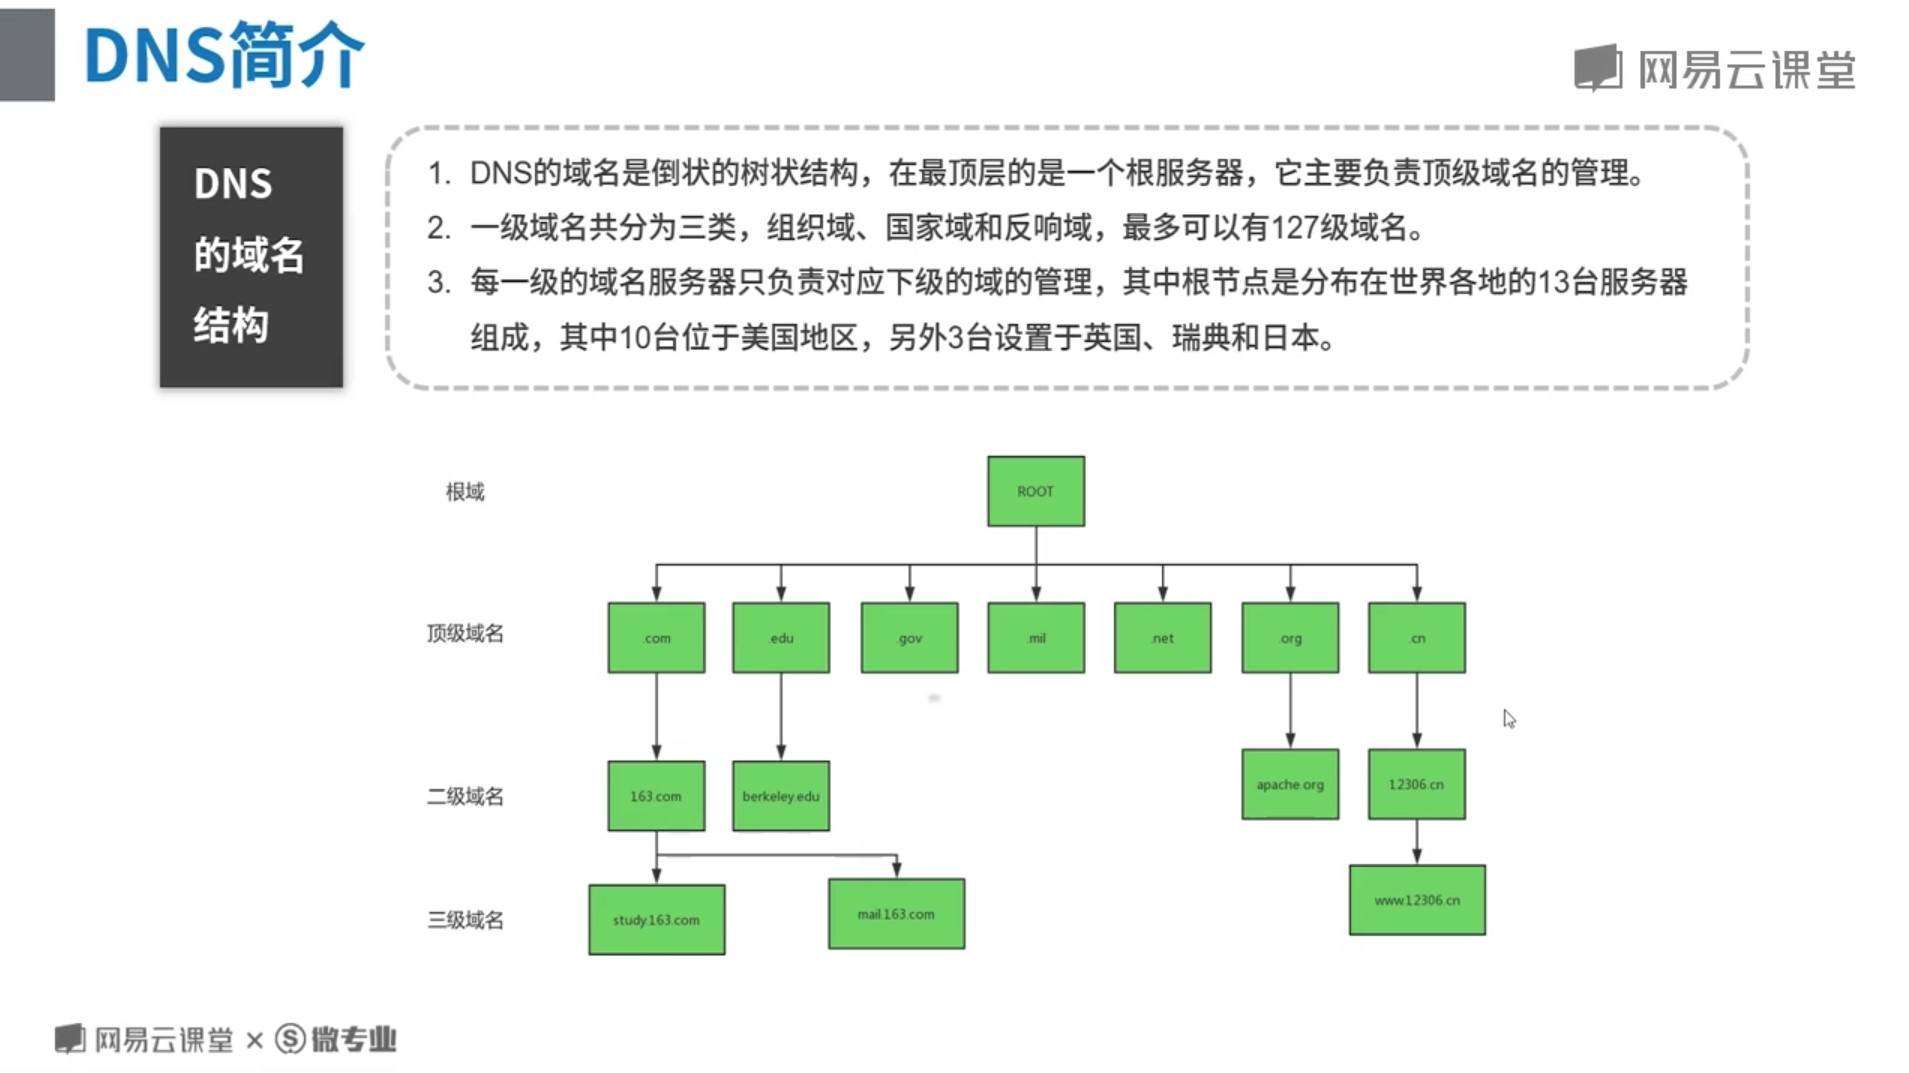 DNS简介
网易云课堂
DNS
的域名
结构
1. DNS的域名是倒状的树状结构，在最顶层的是一个根服务器，它主要负责顶级域名的管理。
2. 一级域名共分为三类，组织域、国家域和反响域，最多可以有127级域名。
3. 每一级的域名服务器只负责对应下级的域的管理，其中根节点是分布在世界各地的13台服务器
组成，其中10台位于美国地区，另外3台设置于英国、瑞典和日本。
根域
ROOT
顶级域名
.com
.edu
.gov
.mil
.net
.org
.cn
二级域名
163.com
berkeley.edu
apache.org
12306.cn
三级域名
study.163.com
mail.163.com
www.12306.cn
网易云课堂 × S 微专业